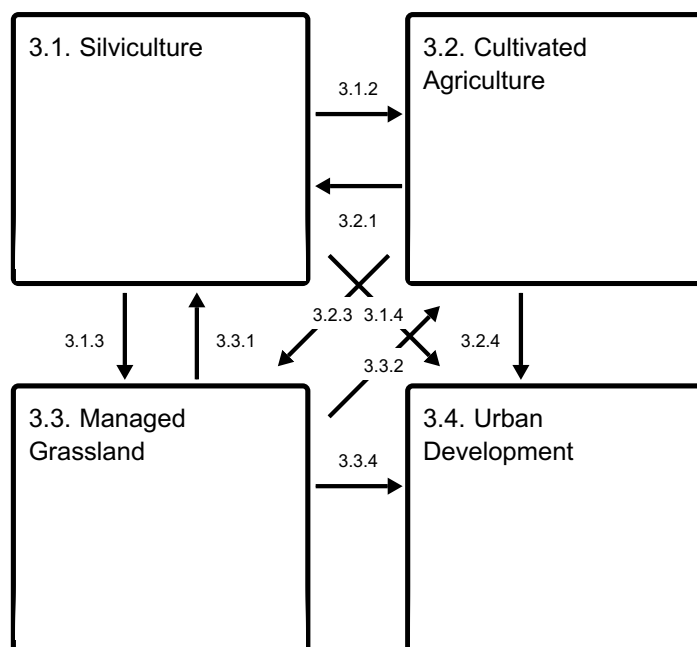 3.1. Silviculture
3.2. Cultivated
Agriculture
3.1.2
3.2.1
3.1.3
3.3.1
3.2.3
3.1.4
3.2.4
3.3.2
3.3. Managed
Grassland
3.4. Urban
Development
3.3.4